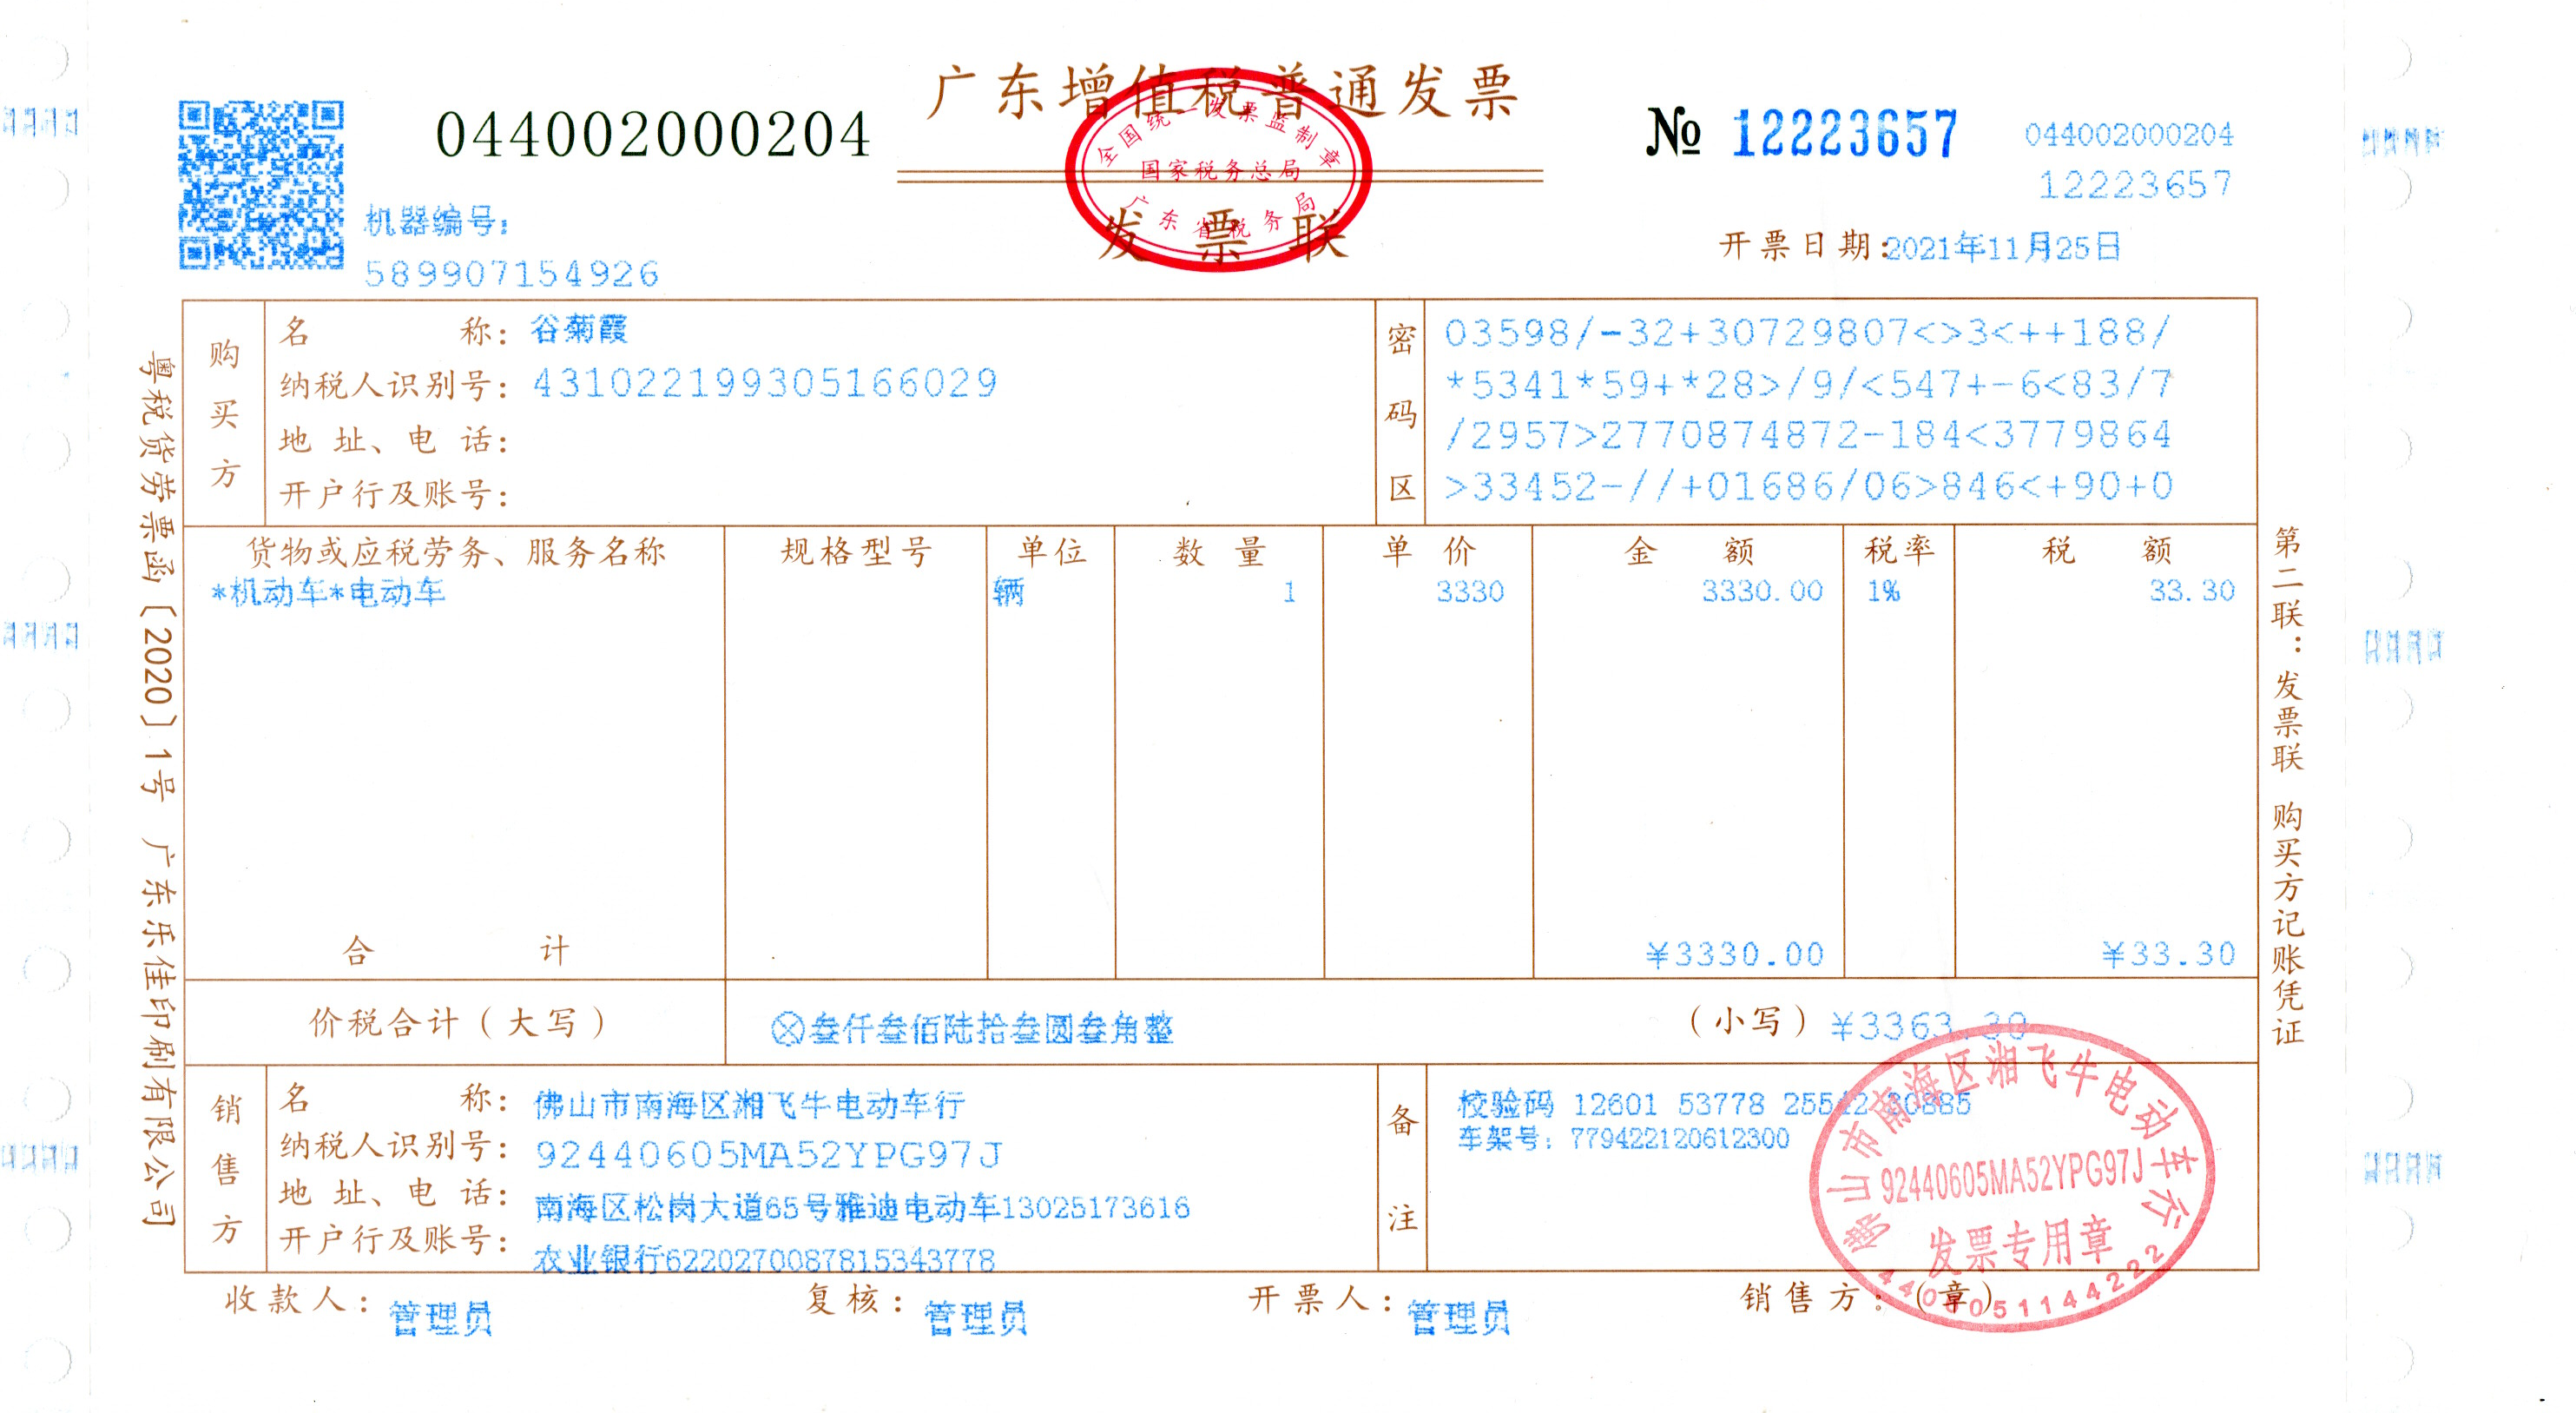 广东增值税普通发票
全国统一发票监制章
国家税务总局
广东省税务局
发票联
044002000204
№ 12223657
044002000204
12223657
机器编号:
589907154926
开票日期: 2021年11月25日
购买方
名称: 谷菊霞
纳税人识别号: 431022199305166029
地址、电话:
开户行及账号:
密码区
03598/-32+30729807<>3<++188/
*5341*59+*28>/9/<547+-6<83/7
/2957>2770874872-184<3779864
>33452-//+01686/06>846<+90+0
货物或应税劳务、服务名称 规格型号 单位 数量 单价 金额 税率 税额
*机动车*电动车 辆 1 3330 3330.00 1% 33.30
合计 ¥3330.00 ¥33.30
价税合计(大写) ⊗叁仟叁佰陆拾叁圆叁角整 (小写) ¥3363.30
销售方
名称: 佛山市南海区湘飞牛电动车行
纳税人识别号: 92440605MA52YPG97J
地址、电话: 南海区松岗大道65号雅迪电动车13025173616
开户行及账号: 农业银行6220270087815343778
备注
校验码 12601 53778 25542 30885
车架号: 779422120612300
佛山市南海区湘飞牛电动车行
92440605MA52YPG97J
发票专用章
收款人: 管理员 复核: 管理员 开票人: 管理员 销售方:(章)
粤税货劳票函〔2020〕1号 广东乐佳印刷有限公司
第二联:发票联 购买方记账凭证